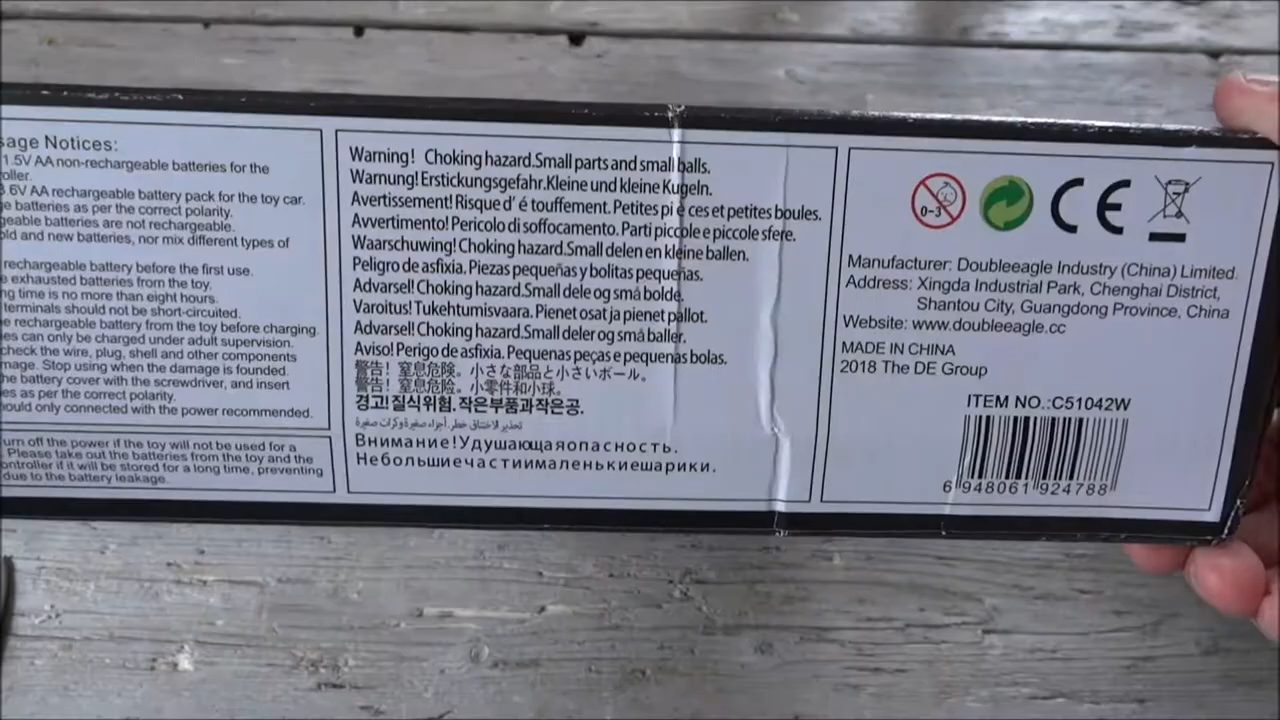 sage Notices:
1.5V AA non-rechargeable batteries for the
oller.
3.6V AA rechargeable battery pack for the toy car.
e batteries as per the correct polarity.
geable batteries are not rechargeable.
old and new batteries, nor mix different types of
rechargeable battery before the first use.
e exhausted batteries from the toy.
ng time is no more than eight hours.
terminals should not be short-circuited.
e rechargeable battery from the toy before charging.
es can only be charged under adult supervision.
check the wire, plug, shell and other components
mage. Stop using when the damage is founded.
he battery cover with the screwdriver, and insert
es as per the correct polarity.
ould only connected with the power recommended.
urn off the power if the toy will not be used for a
. Please take out the batteries from the toy and the
ontroller if it will be stored for a long time, preventing
due to the battery leakage.
Warning! Choking hazard.Small parts and small balls.
Warnung! Erstickungsgefahr.Kleine und kleine Kugeln.
Avertissement! Risque d' é touffement. Petites pi è ces et petites boules.
Avvertimento! Pericolo di soffocamento. Parti piccole e piccole sfere.
Waarschuwing! Choking hazard.Small delen en kleine ballen.
Peligro de asfixia. Piezas pequeñas y bolitas pequeñas.
Advarsel! Choking hazard.Small dele og små bolde.
Varoitus! Tukehtumisvaara. Pienet osat ja pienet pallot.
Advarsel! Choking hazard.Small deler og små baller.
Aviso! Perigo de asfixia. Pequenas peças e pequenas bolas.
警告! 窒息危険。小さな部品と小さいボール。
警告! 窒息危险。小零件和小球。
경고! 질식위험. 작은부품과작은공.
تحذير الاختناق خطر. أجزاء صغيرة وكرات صغيرة
Внимание!Удушающаяопасность.
Небольшиечастиималенькиешарики.
0-3
CE
Manufacturer: Doubleeagle Industry (China) Limited.
Address: Xingda Industrial Park, Chenghai District,
Shantou City, Guangdong Province, China
Website: www.doubleeagle.cc
MADE IN CHINA
2018 The DE Group
ITEM NO.:C51042W
6 948061 924788